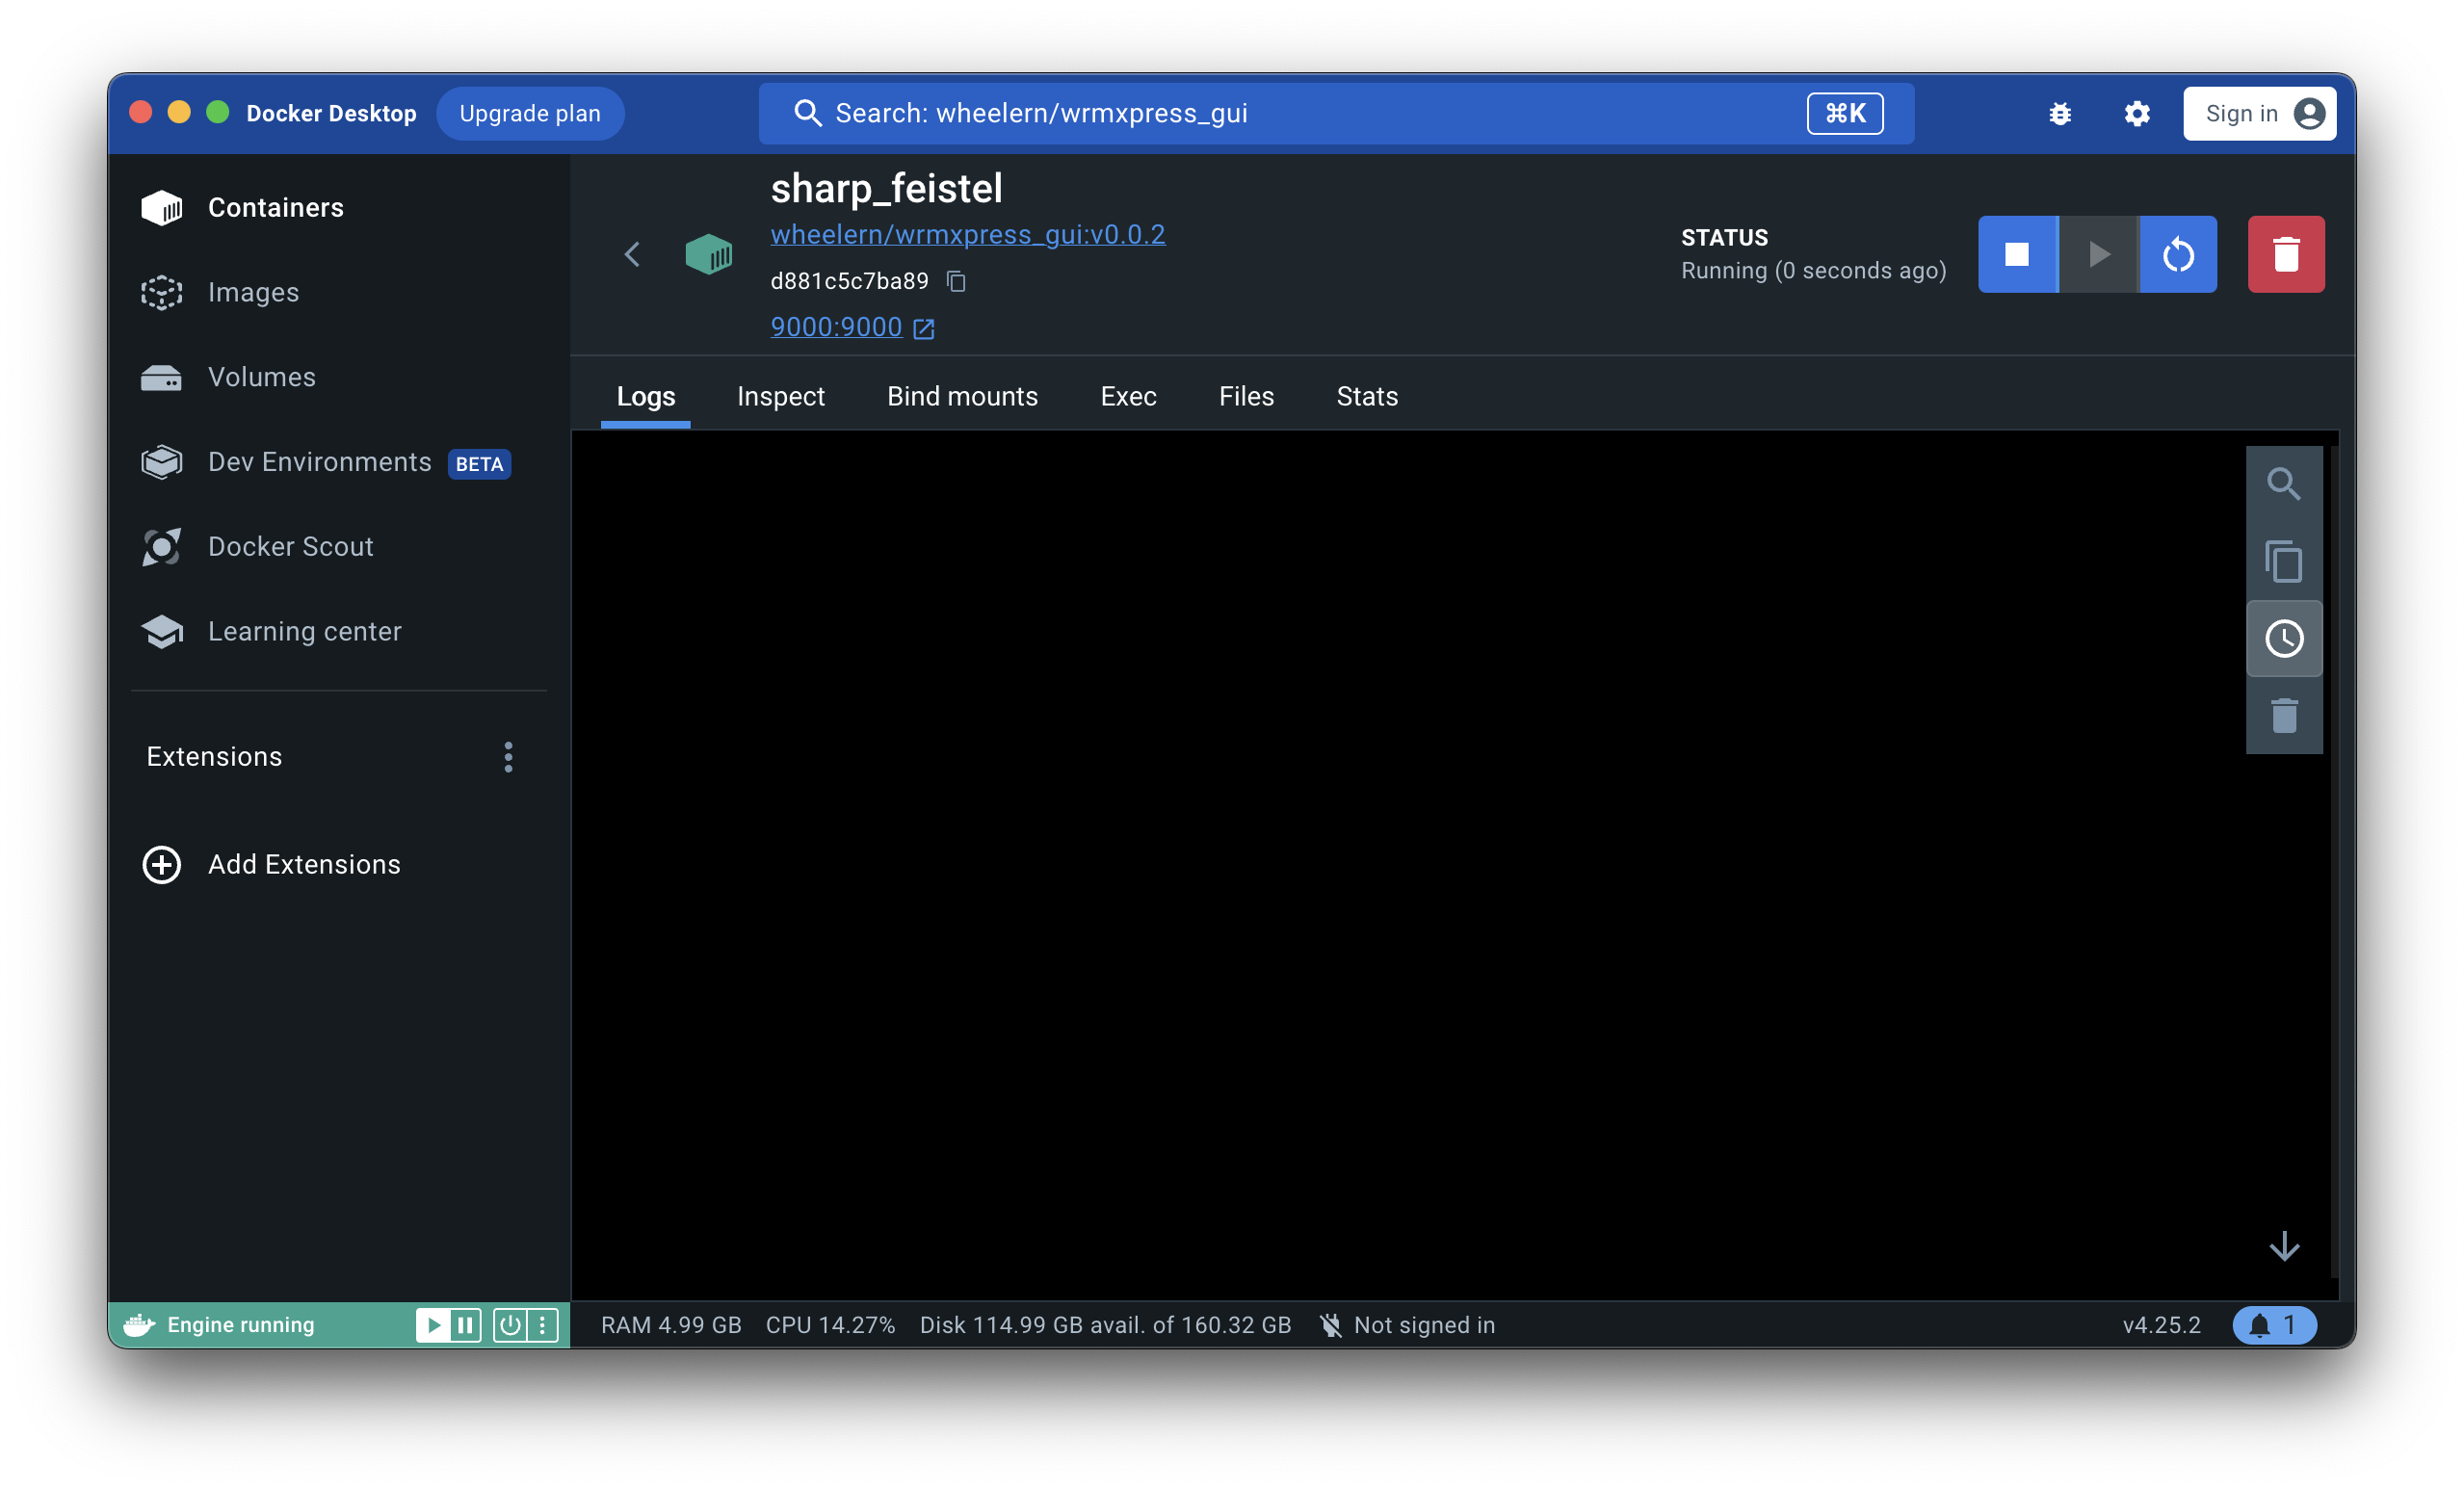 Docker Desktop
Upgrade plan
Search: wheelern/wrmxpress_gui
⌘K
Sign in
Containers
Images
Volumes
Dev Environments BETA
Docker Scout
Learning center
Extensions
Add Extensions
sharp_feistel
wheelern/wrmxpress_gui:v0.0.2
d881c5c7ba89
9000:9000
STATUS
Running (0 seconds ago)
Logs
Inspect
Bind mounts
Exec
Files
Stats
Engine running
RAM 4.99 GB
CPU 14.27%
Disk 114.99 GB avail. of 160.32 GB
Not signed in
v4.25.2
1